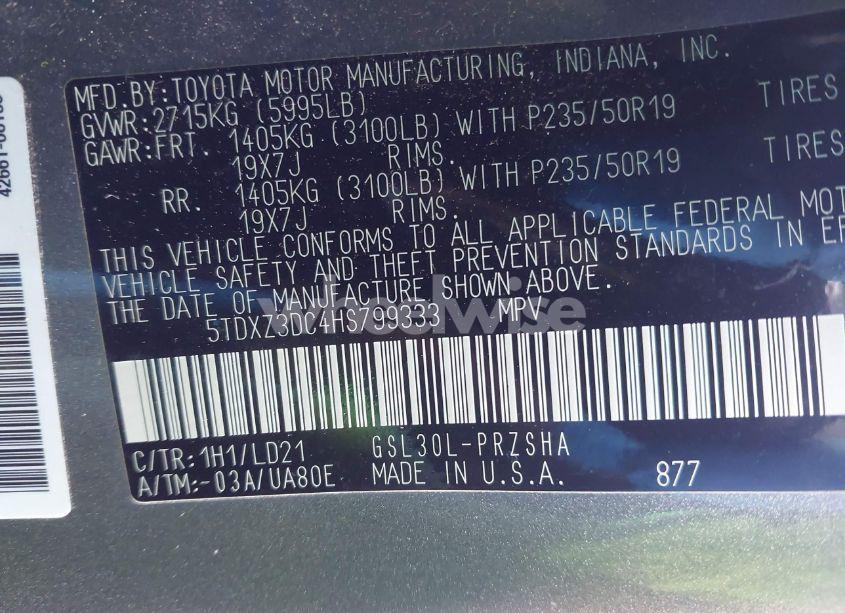 MFD.BY:TOYOTA MOTOR MANUFACTURING, INDIANA, INC.
GVWR:2715KG (5995LB)
GAWR:FRT. 1405KG (3100LB) WITH P235/50R19 TIRES
19X7J RIMS.
RR. 1405KG (3100LB) WITH P235/50R19 TIRES
19X7J RIMS.
THIS VEHICLE CONFORMS TO ALL APPLICABLE FEDERAL MOT
VEHICLE SAFETY AND THEFT PREVENTION STANDARDS IN EF
THE DATE OF MANUFACTURE SHOWN ABOVE.
5TDXZ3DC4HS799333 MPV
wheelwise
C/TR:1H1/LD21 GSL30L-PRZSHA
A/TM:-03A/UA80E MADE IN U.S.A. 877